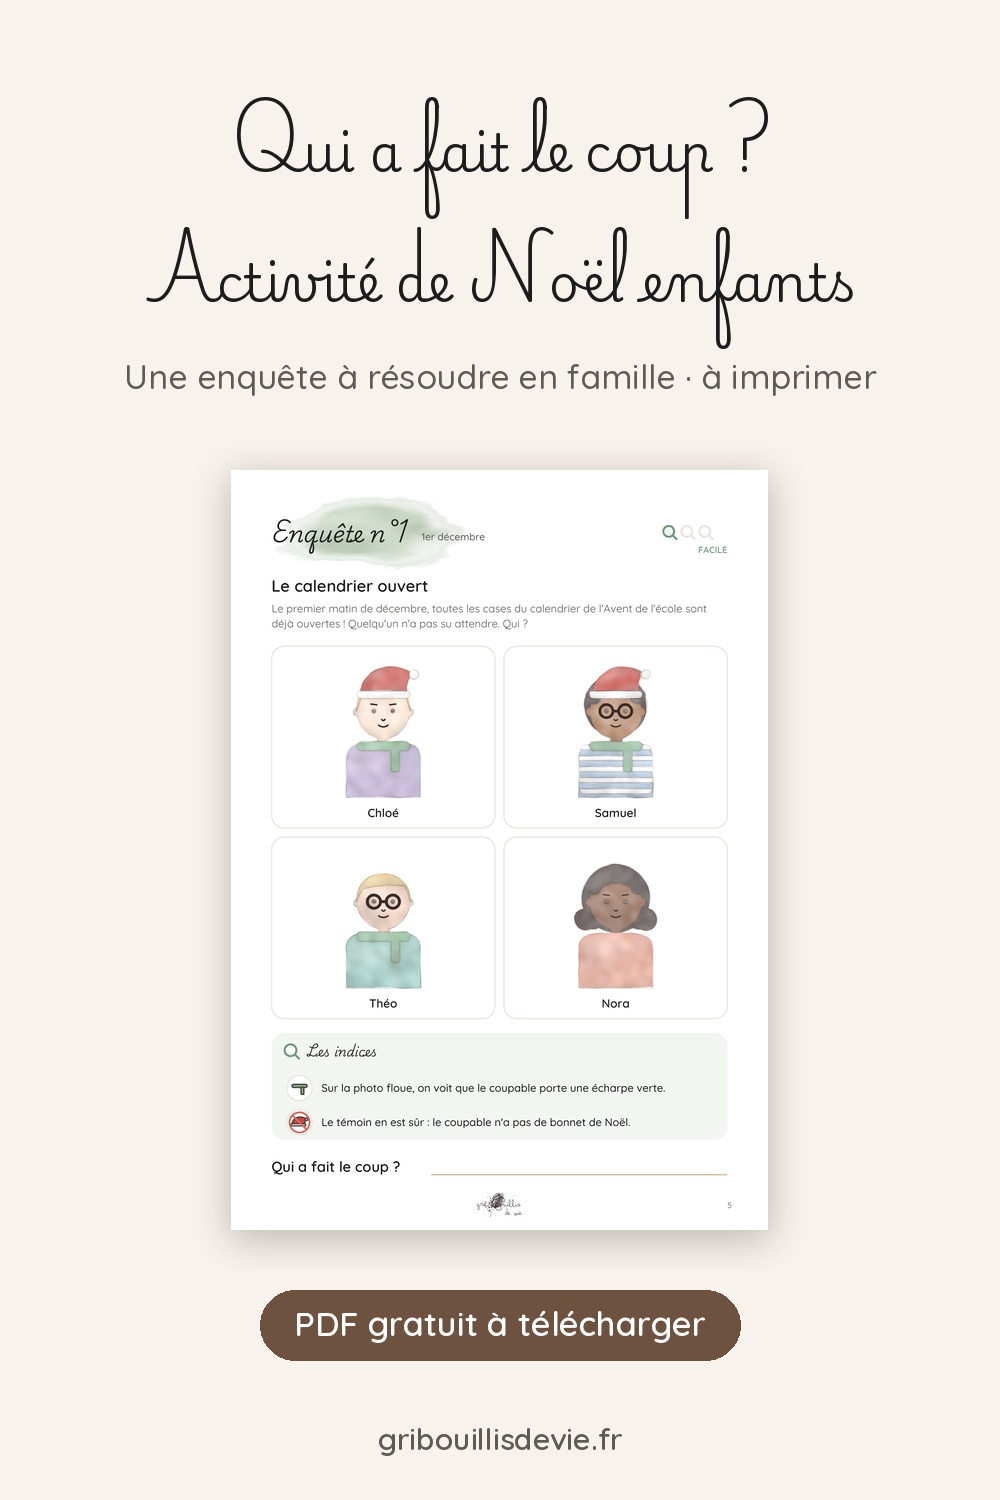 Qui a fait le coup ?
Activité de Noël enfants
Une enquête à résoudre en famille · à imprimer
Enquête n°1 1er décembre
FACILE
Le calendrier ouvert
Le premier matin de décembre, toutes les cases du calendrier de l'Avent de l'école sont
déjà ouvertes ! Quelqu'un n'a pas su attendre. Qui ?
Chloé
Samuel
Théo
Nora
Les indices
Sur la photo floue, on voit que le coupable porte une écharpe verte.
Le témoin en est sûr : le coupable n'a pas de bonnet de Noël.
Qui a fait le coup ?
gribouillis
de vie
5
PDF gratuit à télécharger
gribouillisdevie.fr